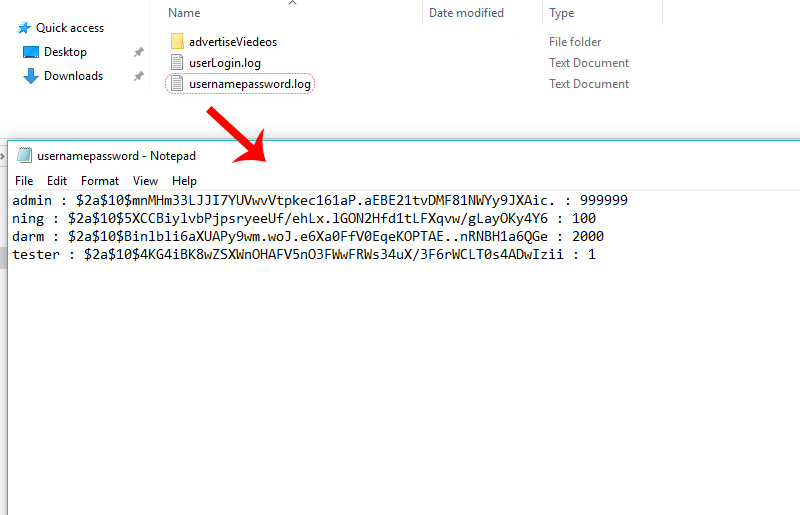 Name Date modified Type
Quick access
Desktop
Downloads
advertiseViedeos File folder
userLogin.log Text Document
usernamepassword.log Text Document
usernamepassword - Notepad
File Edit Format View Help
admin : $2a$10$mnMHm33LJJI7YUVwvVtpkec161aP.aEBE21tvDMF81NWYy9JXAic. : 999999
ning : $2a$10$5XCCBiylvbPjpsryeeUf/ehLx.lGON2Hfd1tLFXqvw/gLayOKy4Y6 : 100
darm : $2a$10$Binlbli6aXUAPy9wm.woJ.e6Xa0FfV0EqeKOPTAE..nRNBH1a6QGe : 2000
tester : $2a$10$4KG4iBK8wZSXWnOHAFV5nO3FWwFRWs34uX/3F6rWCLT0s4ADwIzii : 1